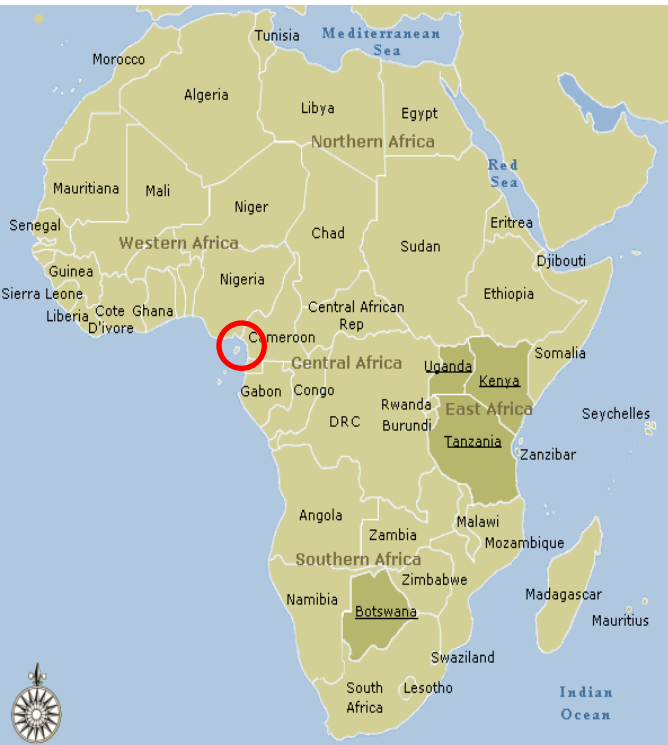 Tunisia
Mediterranean
Sea
Morocco
Algeria
Libya
Egypt
Northern Africa
Red
Sea
Mauritiana
Mali
Niger
Chad
Sudan
Eritrea
Senegal
Western Africa
Djibouti
Guinea
Nigeria
Ethiopia
Sierra Leone
Liberia
Cote
D'ivore
Ghana
Central African
Rep
Cameroon
Somalia
Central Africa
Uganda
Kenya
Gabon
Congo
Rwanda
East Africa
Seychelles
DRC
Burundi
Tanzania
Zanzibar
Angola
Malawi
Zambia
Mozambique
Southern Africa
Zimbabwe
Namibia
Botswana
Madagascar
Mauritius
Swaziland
South
Africa
Lesotho
Indian
Ocean